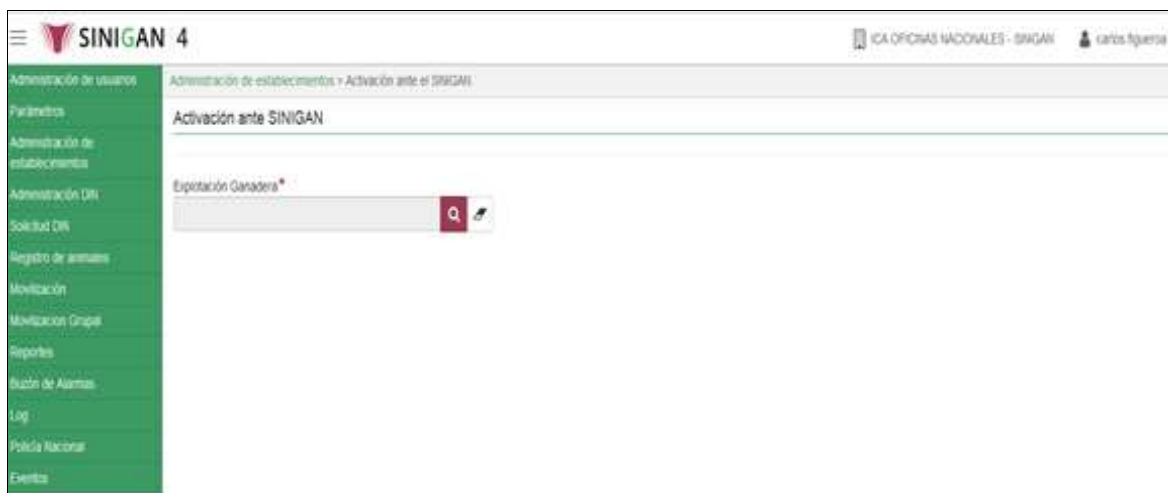 SINIGAN 4
ICA OFICINAS NACIONALES - SINIGAN
carlos.figueroa
Administración de usuarios
Administración de establecimientos > Activación ante el SINIGAN
Parámetros
Activación ante SINIGAN
Administración de
establecimientos
Administración DIN
Explotación Ganadera*
Solicitud DIN
Registro de animales
Movilización
Movilizacion Grupal
Reportes
Buzón de Alarmas
Log
Policía Nacional
Eventos